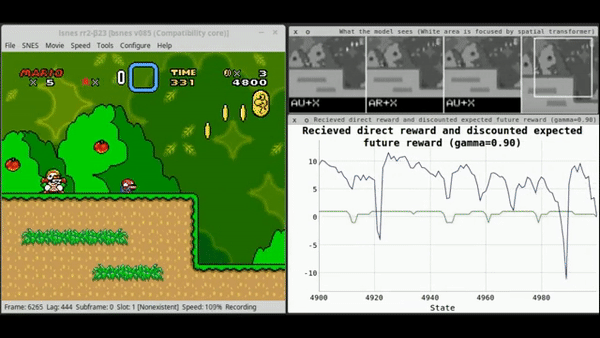 lsnes rr2-β23 [bsnes v085 (Compatibility core)]
File SNES Movie Speed Tools Configure Help
MARIO TIME
x 5 0 331 x 3
4800
Frame: 6265 Lag: 444 Subframe: 0 Slot: 1 [Nonexistent] Speed: 109% Recording
What the model sees (White area is focused by spatial transformer)
AU+X AR+X AU+X
Recieved direct reward and discounted expected future reward (gamma=0.90)
Recieved direct reward and discounted expected
future reward (gamma=0.90)
10
5
0
-5
-10
4900 4920 4940 4960 4980
State